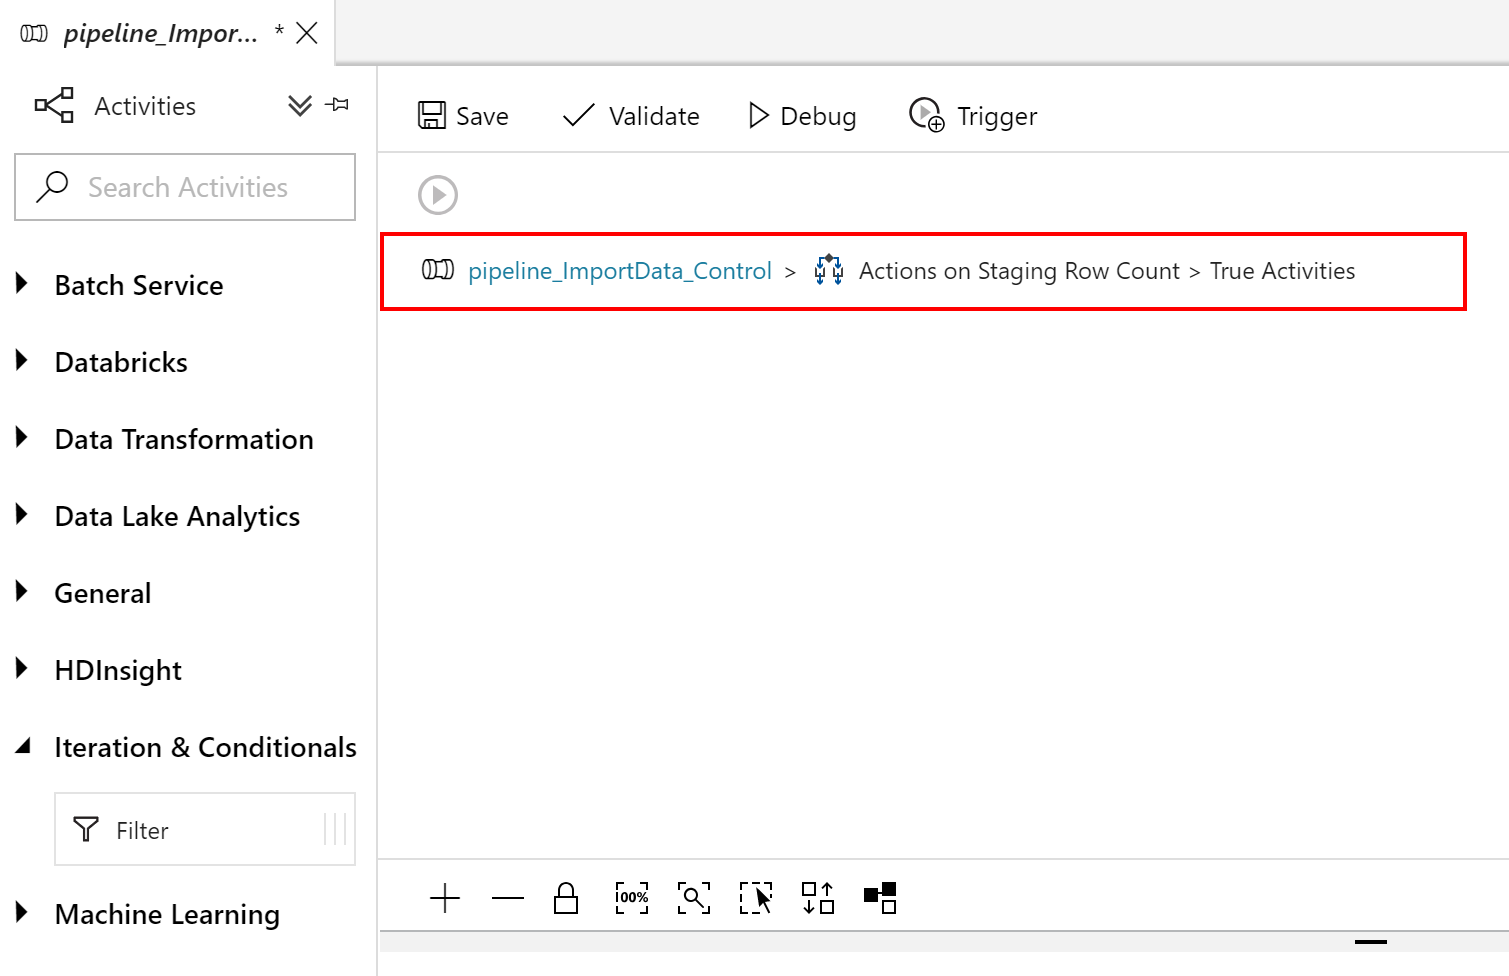 pipeline_Impor... *
Activities
Search Activities
Batch Service
Databricks
Data Transformation
Data Lake Analytics
General
HDInsight
Iteration & Conditionals
Filter
Machine Learning
Save Validate Debug Trigger
pipeline_ImportData_Control > Actions on Staging Row Count > True Activities
100%